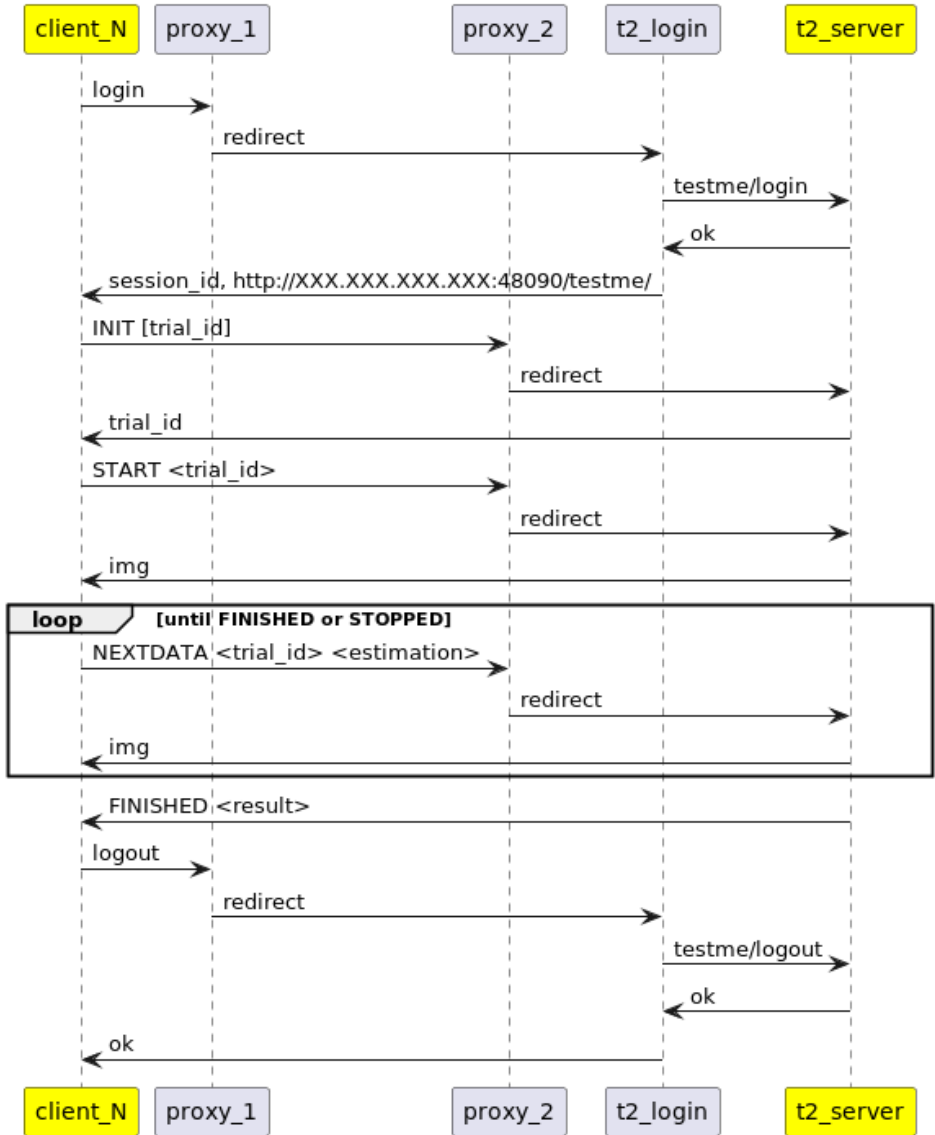 client_N proxy_1 proxy_2 t2_login t2_server
login
redirect
testme/login
ok
session_id, http://XXX.XXX.XXX.XXX:48090/testme/
INIT [trial_id]
redirect
trial_id
START <trial_id>
redirect
img
loop [until FINISHED or STOPPED]
NEXTDATA <trial_id> <estimation>
redirect
img
FINISHED <result>
logout
redirect
testme/logout
ok
ok
client_N proxy_1 proxy_2 t2_login t2_server